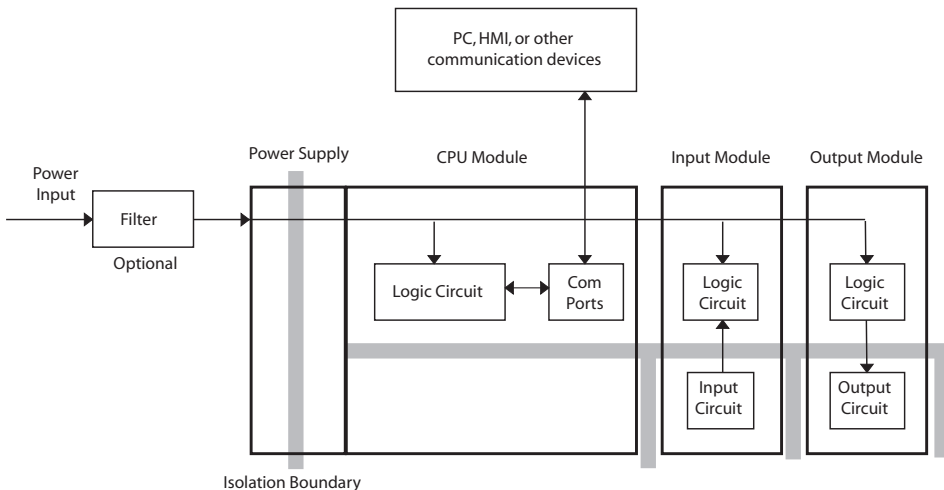 PC, HMI, or other
communication devices
Power Supply
CPU Module
Input Module
Output Module
Power
Input
Filter
Optional
Logic Circuit
Com
Ports
Logic
Circuit
Logic
Circuit
Input
Circuit
Output
Circuit
Isolation Boundary